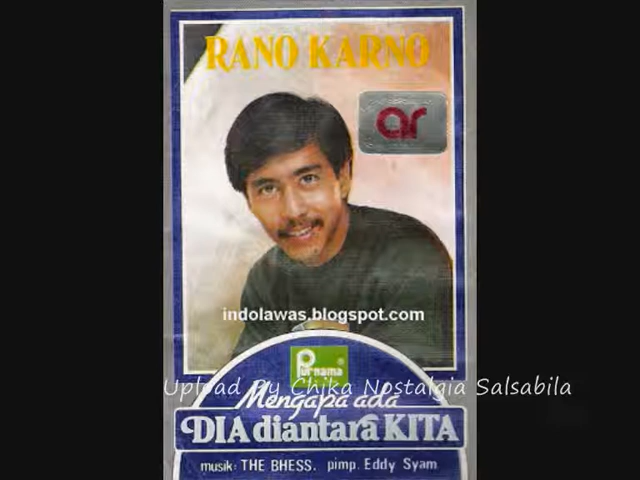 RANO KARNO
ar
indolawas.blogspot.com
Purnama
Upload By Chika Nostalgia Salsabila
Mengapa ada
DIA diantara KITA
musik: THE BHESS. pimp. Eddy Syam